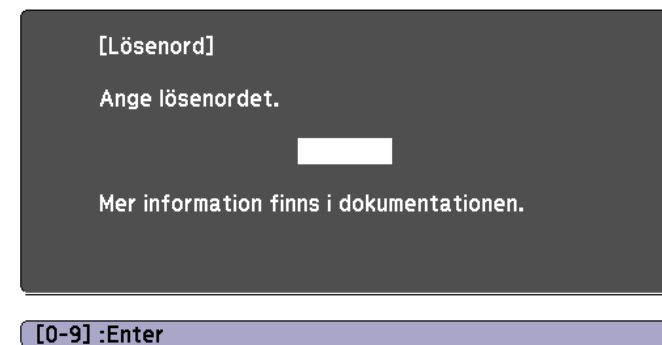 [Lösenord]
Ange lösenordet.
Mer information finns i dokumentationen.
[0-9] :Enter